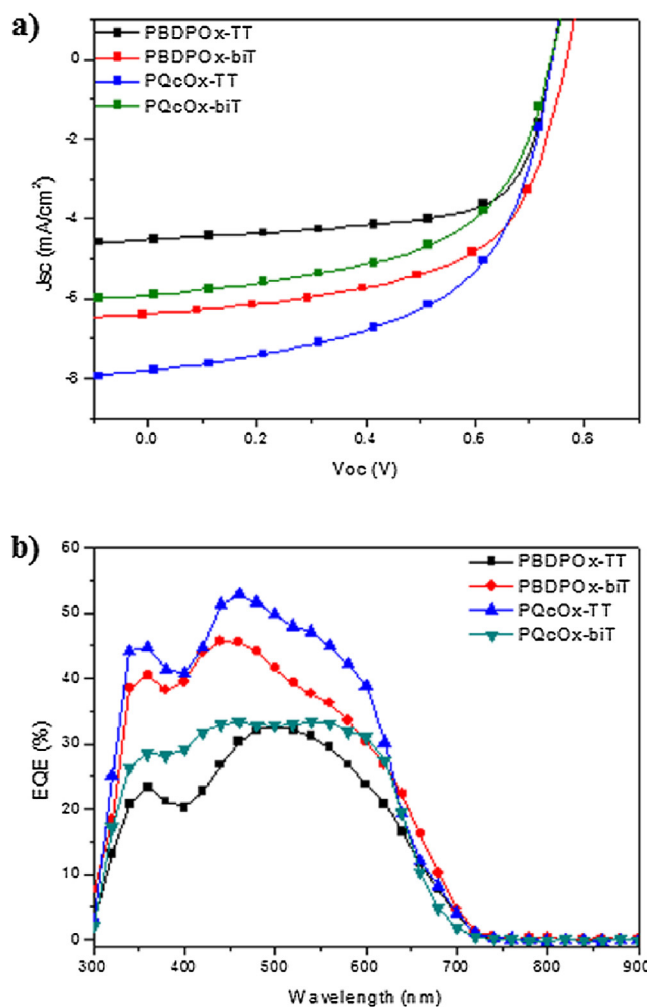 a)
PBDPOx-TT
PBDPOx-biT
PQcOx-TT
PQcOx-biT
0
-2
-4
-6
-8
Jsc (mA/cm²)
0.0 0.2 0.4 0.6 0.8
Voc (V)
b)
60
50
40
30
20
10
0
EQE (%)
PBDPOx-TT
PBDPOx-biT
PQcOx-TT
PQcOx-biT
300 400 500 600 700 800 900
Wavelength (nm)